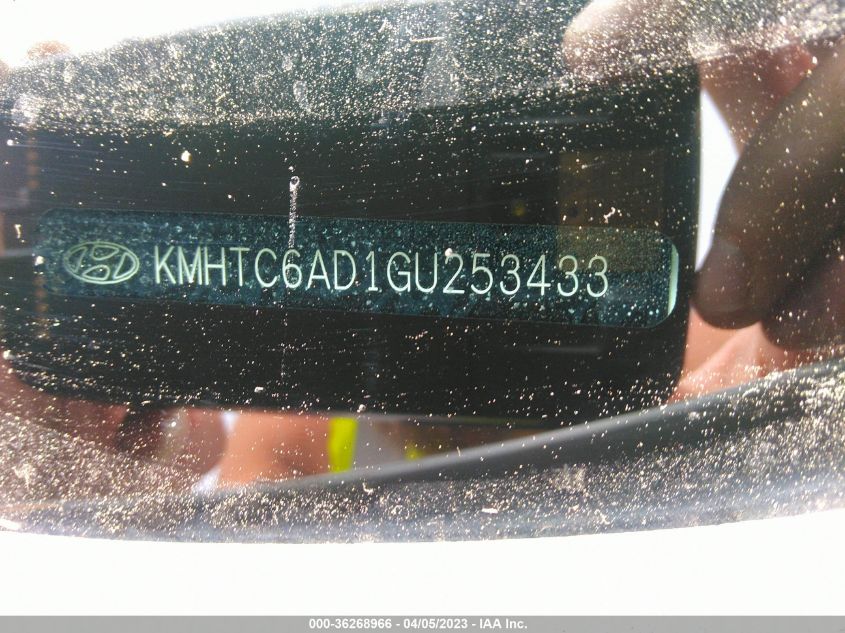 KMHTC6AD1GU253433
000-36268966 - 04/05/2023 - IAA Inc.